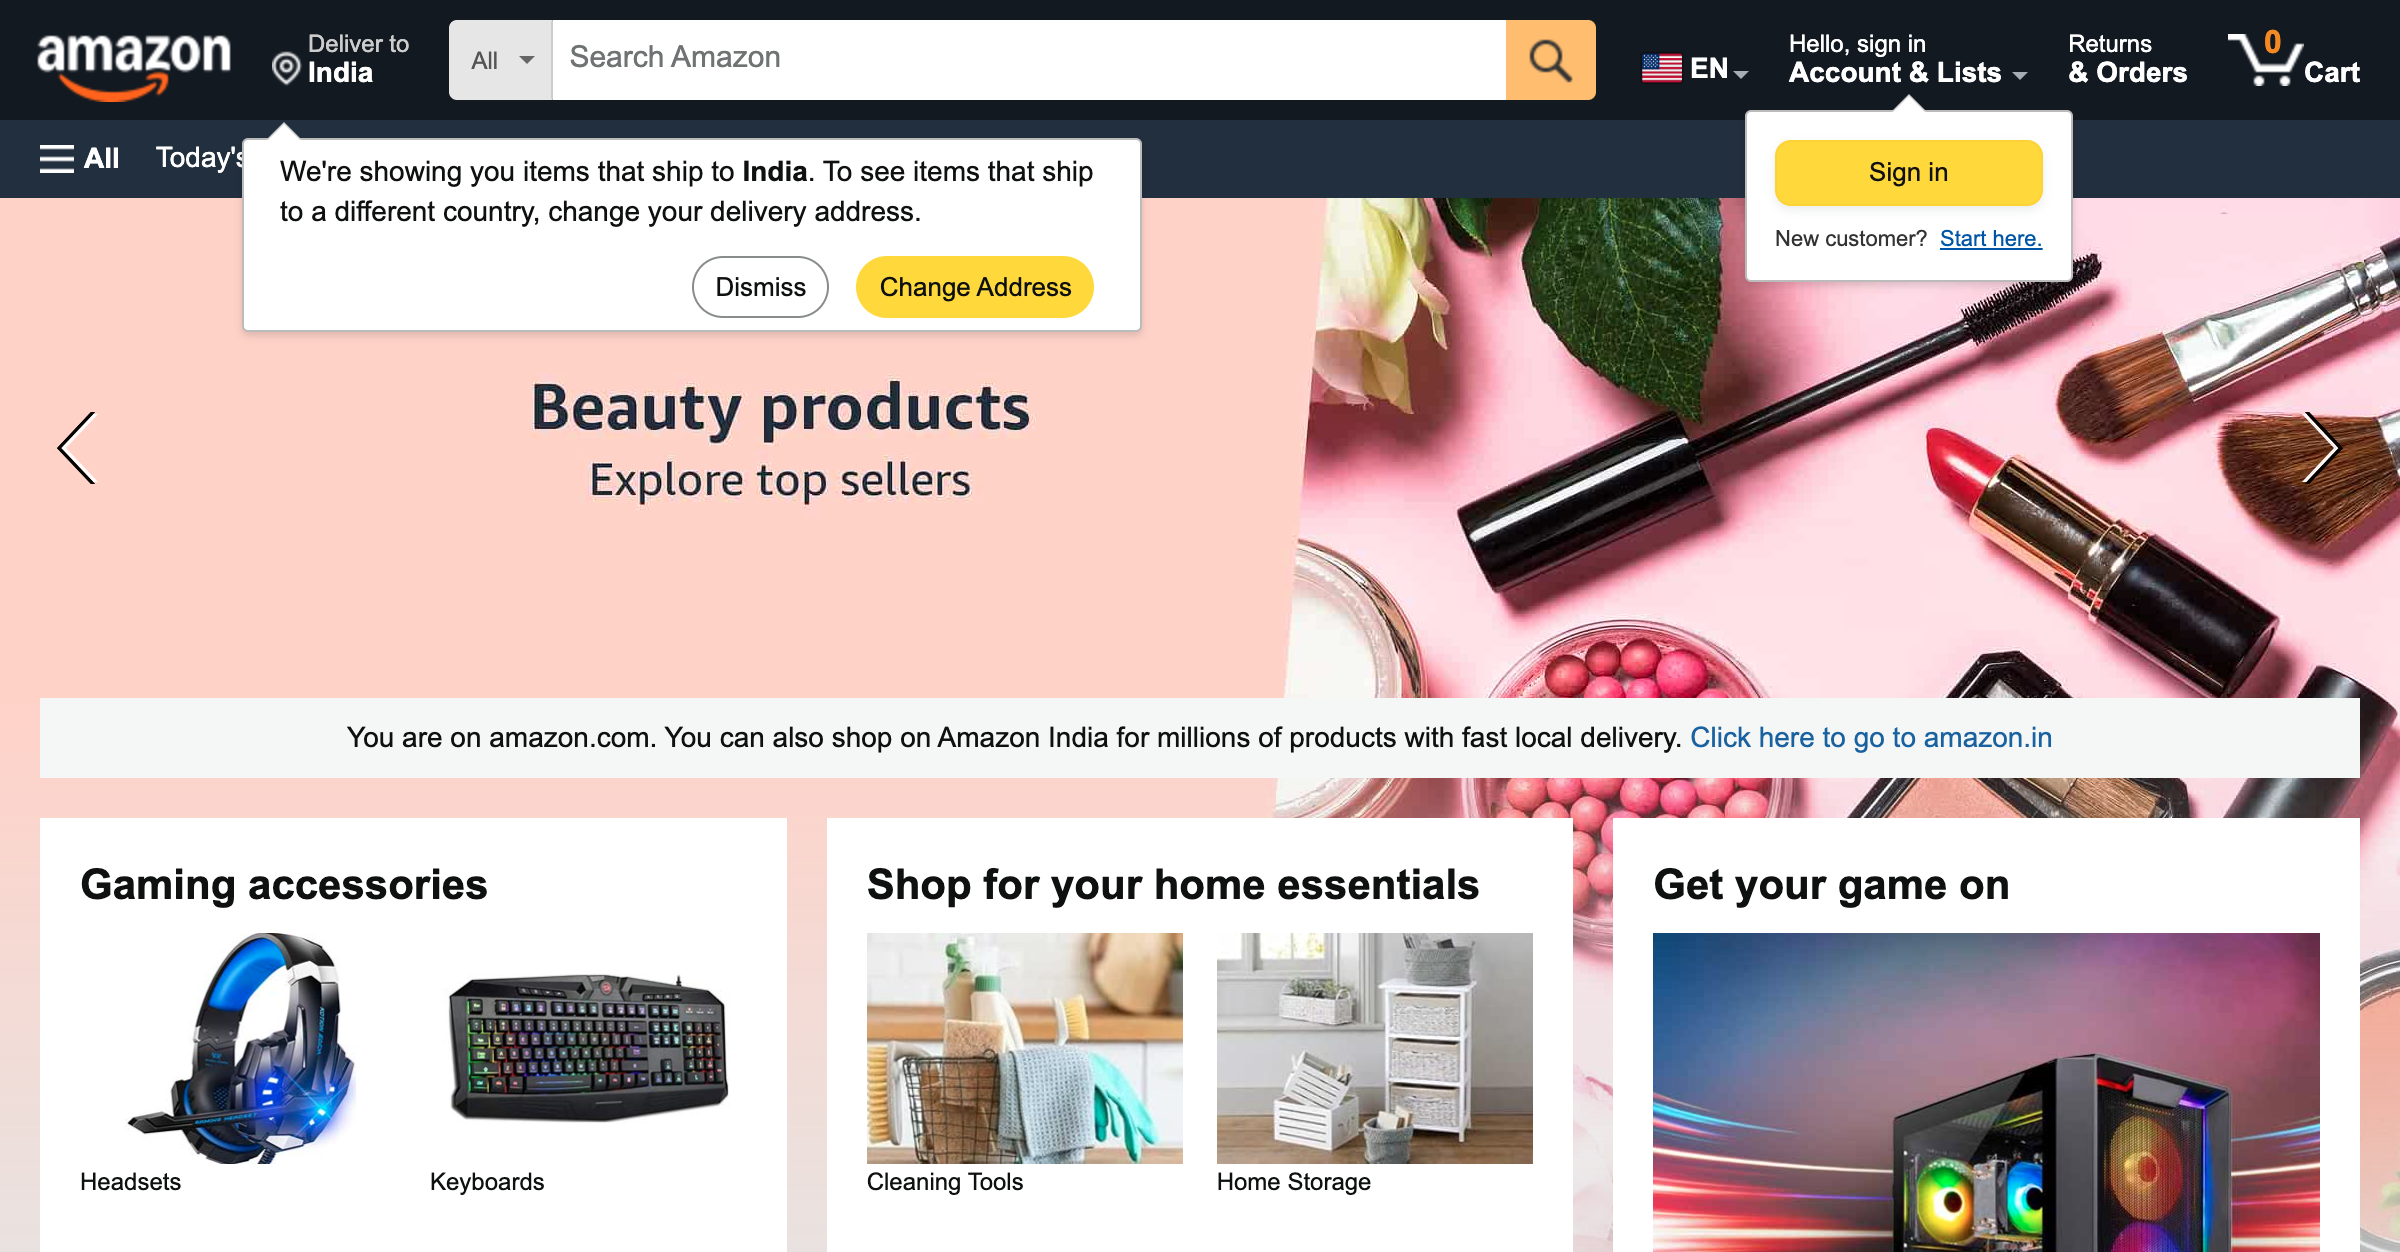 amazon
Deliver to
India
All
Search Amazon
EN
Hello, sign in
Account & Lists
Returns
& Orders
0
Cart
All
Today's
We're showing you items that ship to India. To see items that ship
to a different country, change your delivery address.
Dismiss
Change Address
Sign in
New customer? Start here.
Beauty products
Explore top sellers
You are on amazon.com. You can also shop on Amazon India for millions of products with fast local delivery. Click here to go to amazon.in
Gaming accessories
Headsets
Keyboards
Shop for your home essentials
Cleaning Tools
Home Storage
Get your game on